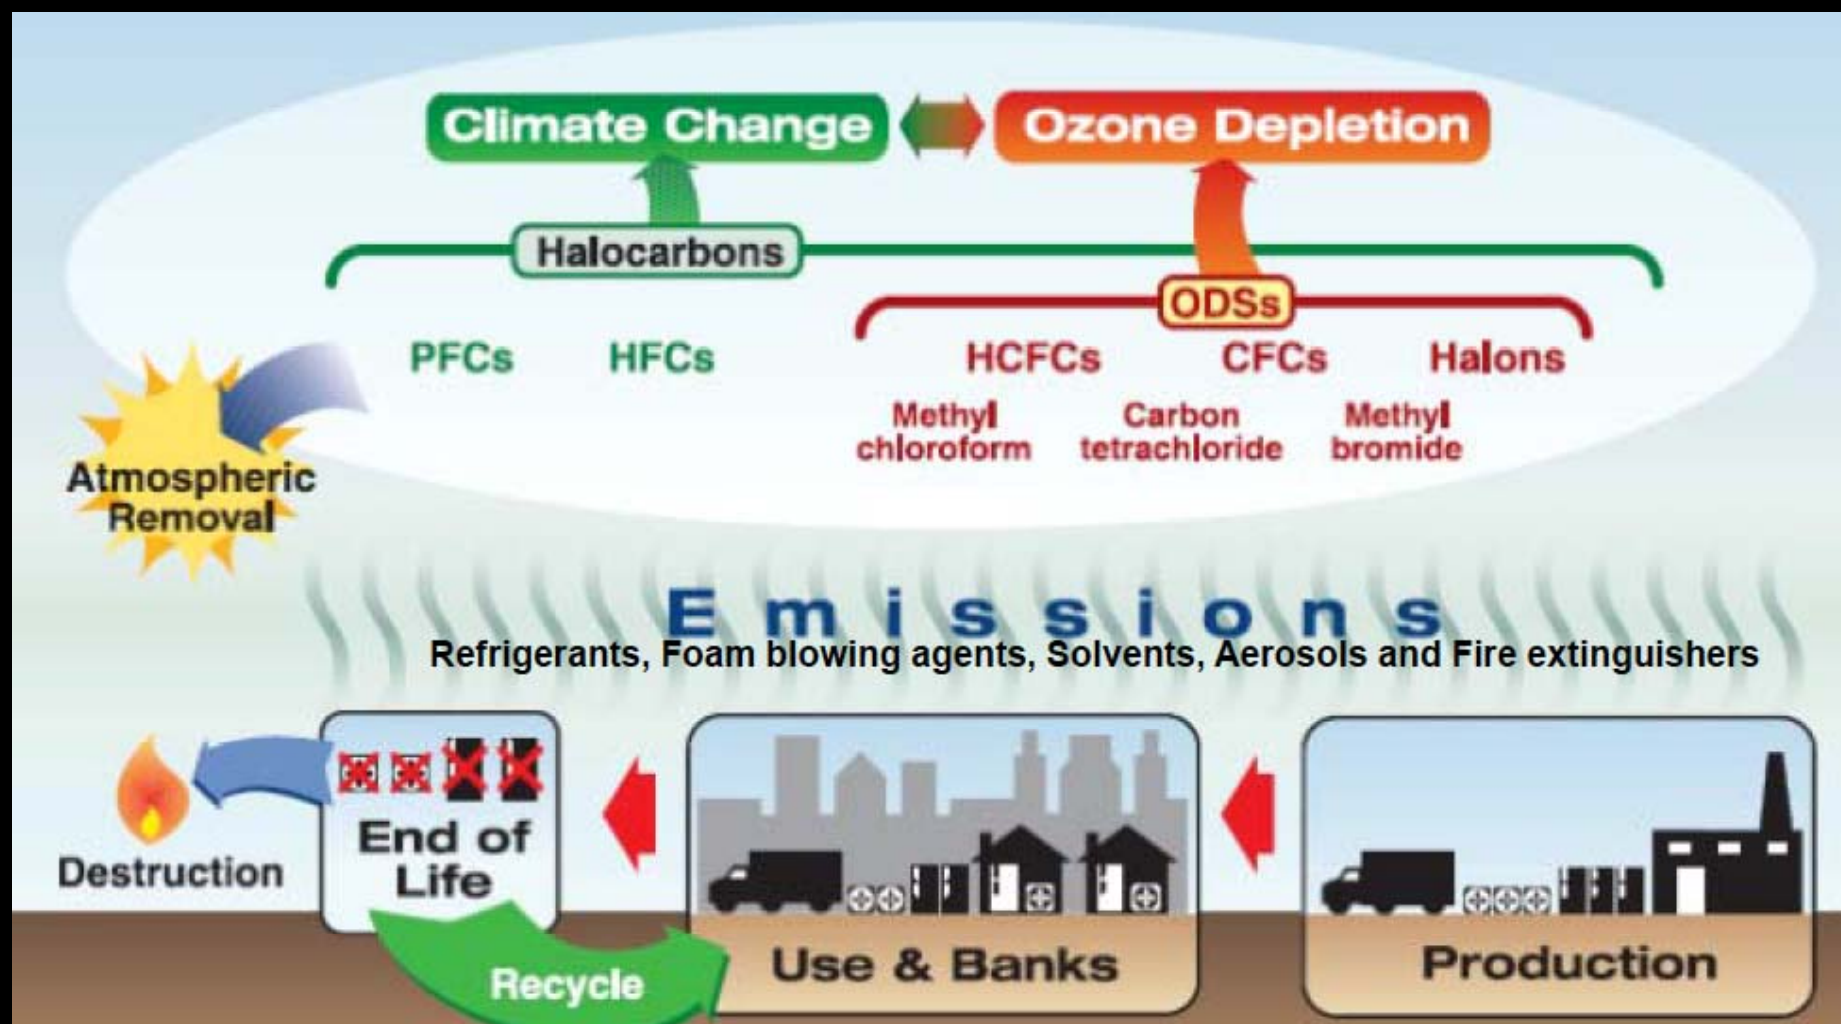 Climate Change
Ozone Depletion
Halocarbons
ODSs
PFCs
HFCs
HCFCs
CFCs
Halons
Methyl
chloroform
Carbon
tetrachloride
Methyl
bromide
Atmospheric
Removal
Emissions
Refrigerants, Foam blowing agents, Solvents, Aerosols and Fire extinguishers
Destruction
End of
Life
Recycle
Use & Banks
Production